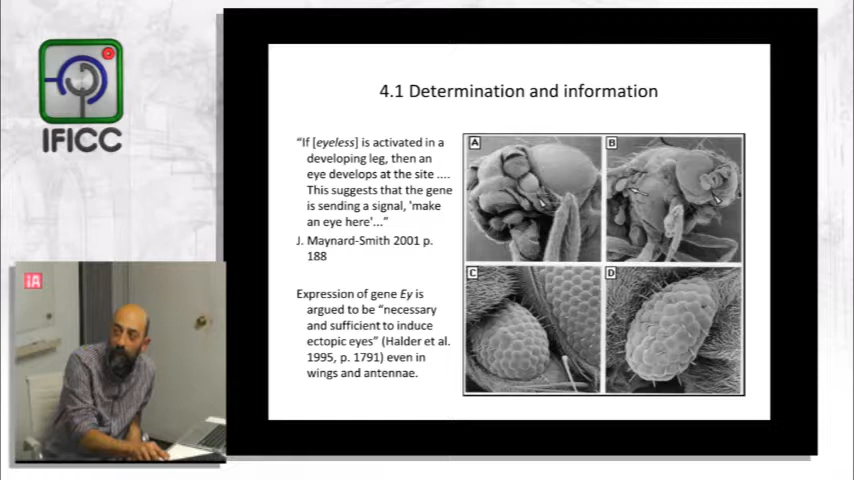 4.1 Determination and information
"If [eyeless] is activated in a
developing leg, then an
eye develops at the site ....
This suggests that the gene
is sending a signal, 'make
an eye here'..."
J. Maynard-Smith 2001 p.
188
Expression of gene Ey is
argued to be "necessary
and sufficient to induce
ectopic eyes" (Halder et al.
1995, p. 1791) even in
wings and antennae.
A
B
C
D
IFICC
IA